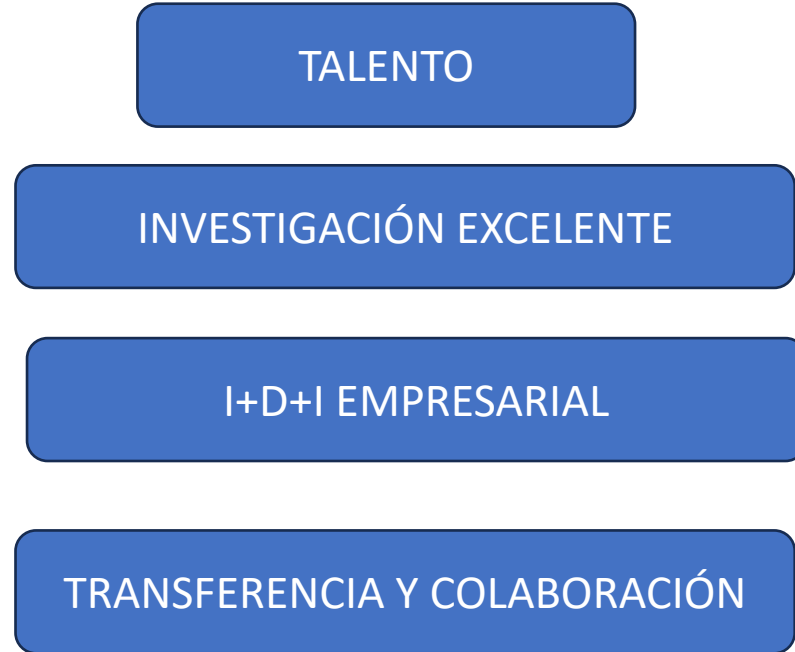 TALENTO
INVESTIGACIÓN EXCELENTE
I+D+I EMPRESARIAL
TRANSFERENCIA Y COLABORACIÓN